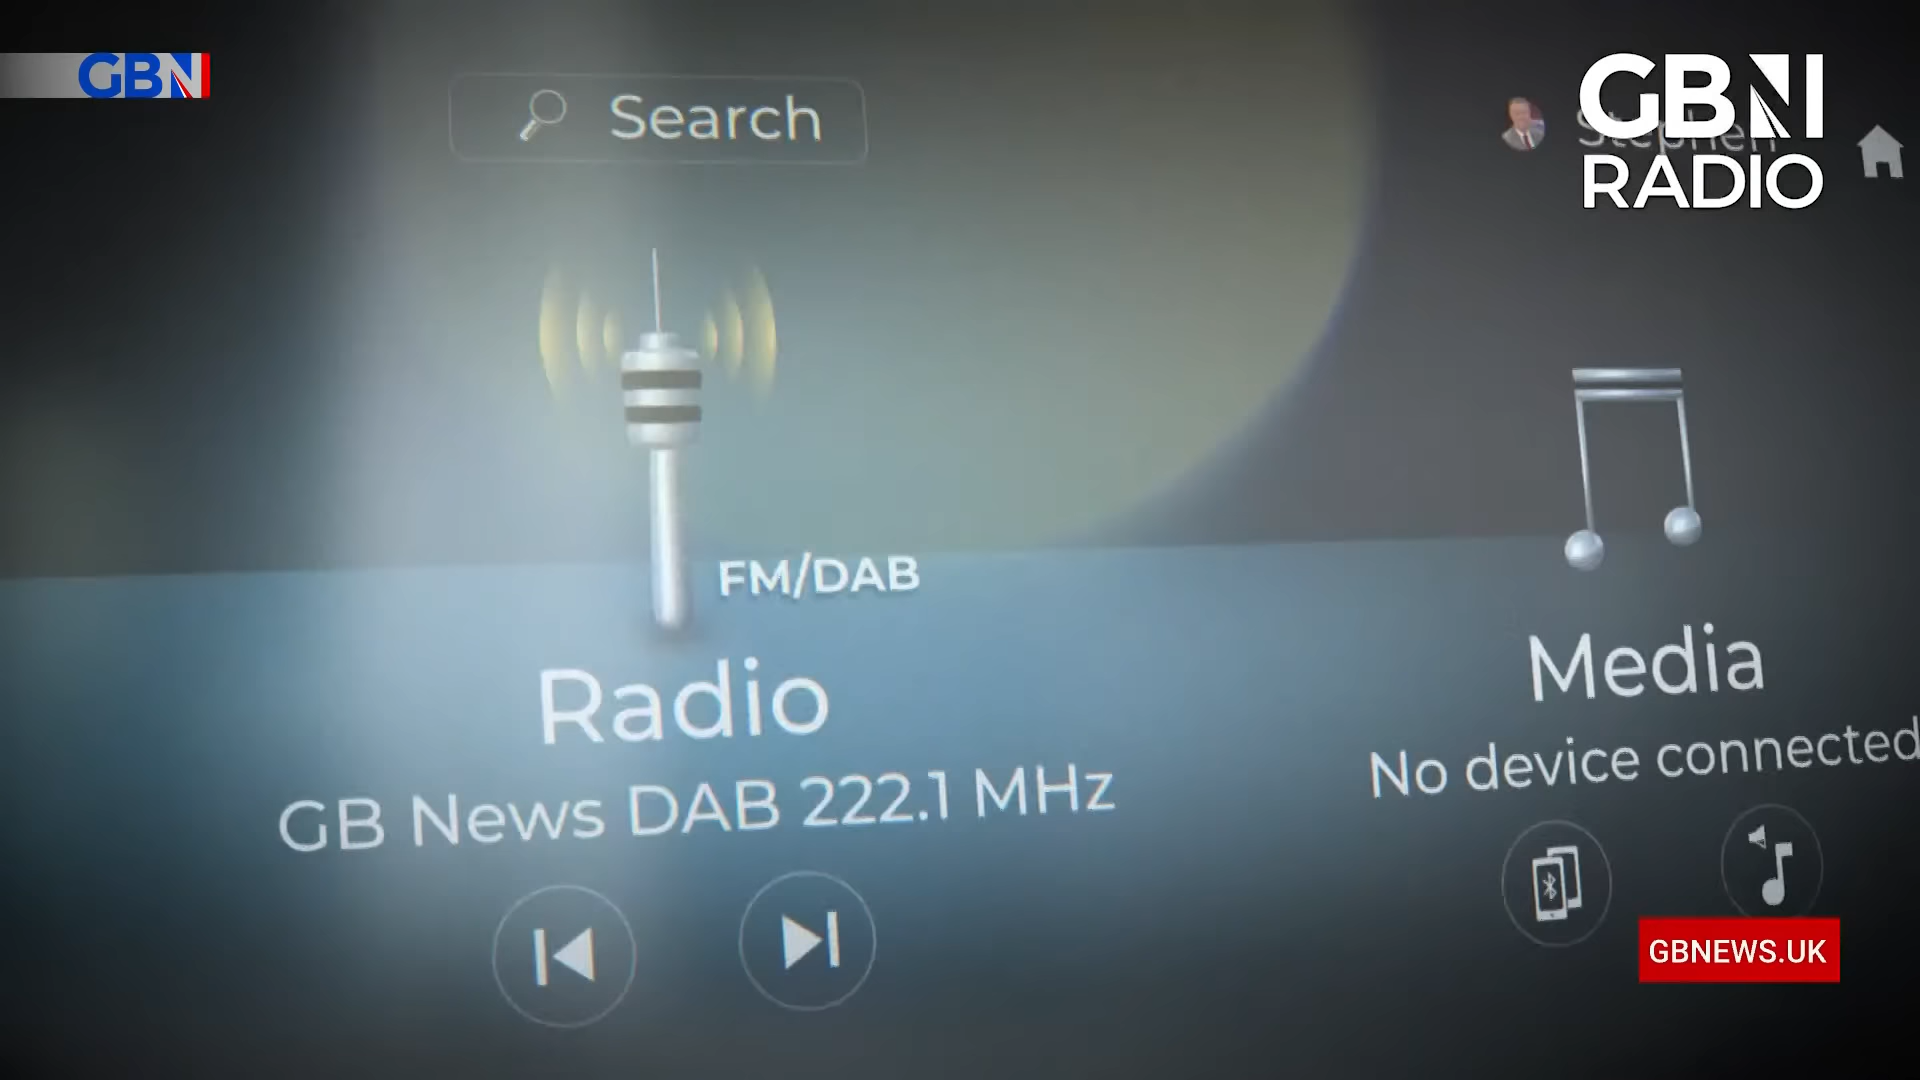 GBN
Search
Stephen
GBN
RADIO
FM/DAB
Radio
GB News DAB 222.1 MHz
Media
No device connected
GBNEWS.UK